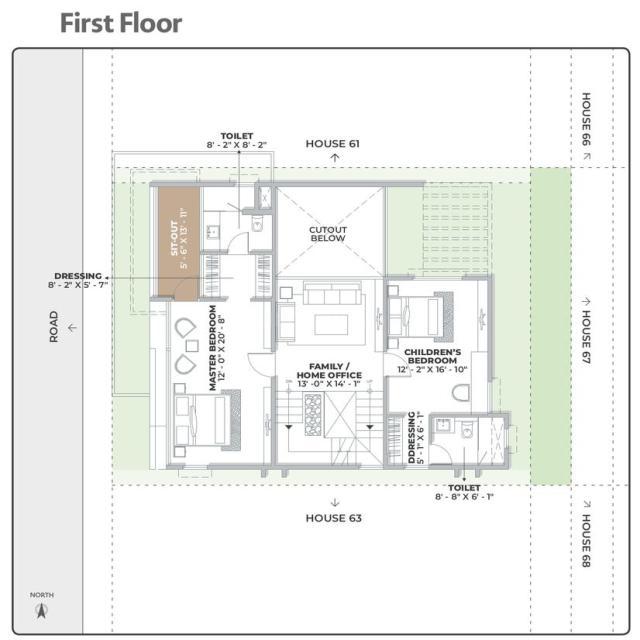 First Floor
TOILET
8' - 2" X 8' - 2"
HOUSE 61
HOUSE 66
SIT-OUT
5' - 6" X 13' - 11"
CUTOUT
BELOW
DRESSING
8' - 2" X 5' - 7"
ROAD
MASTER BEDROOM
12' - 0" X 20' - 8"
FAMILY /
HOME OFFICE
13' -0" X 14' - 1"
DN
UP
CHILDREN'S
BEDROOM
12' - 2" X 16' - 10"
HOUSE 67
DDRESSING
5' - 1" X 6' - 1"
TOILET
8' - 8" X 6' - 1"
HOUSE 63
HOUSE 68
NORTH